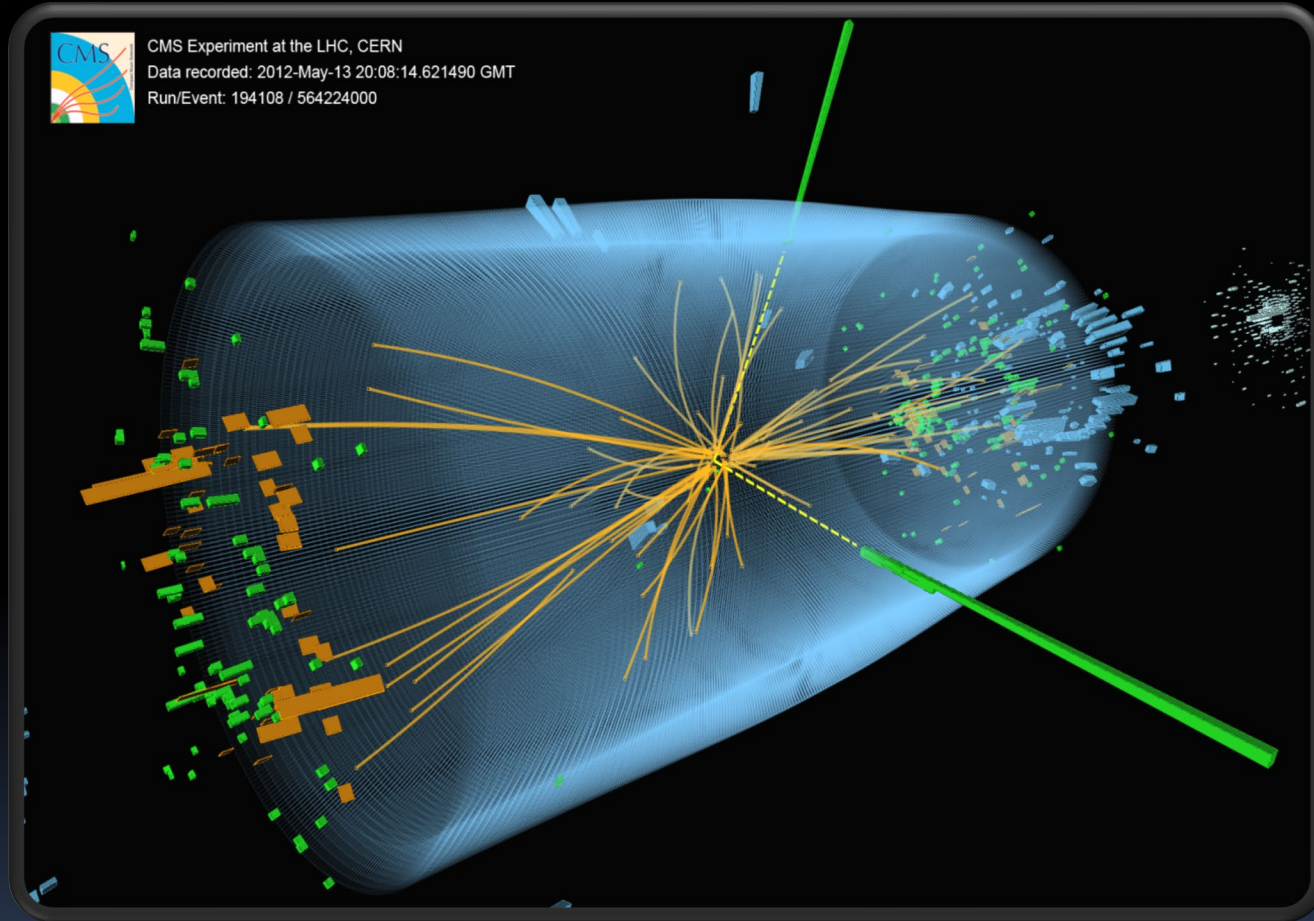 CMS
CMS Experiment at the LHC, CERN
Data recorded: 2012-May-13 20:08:14.621490 GMT
Run/Event: 194108 / 564224000